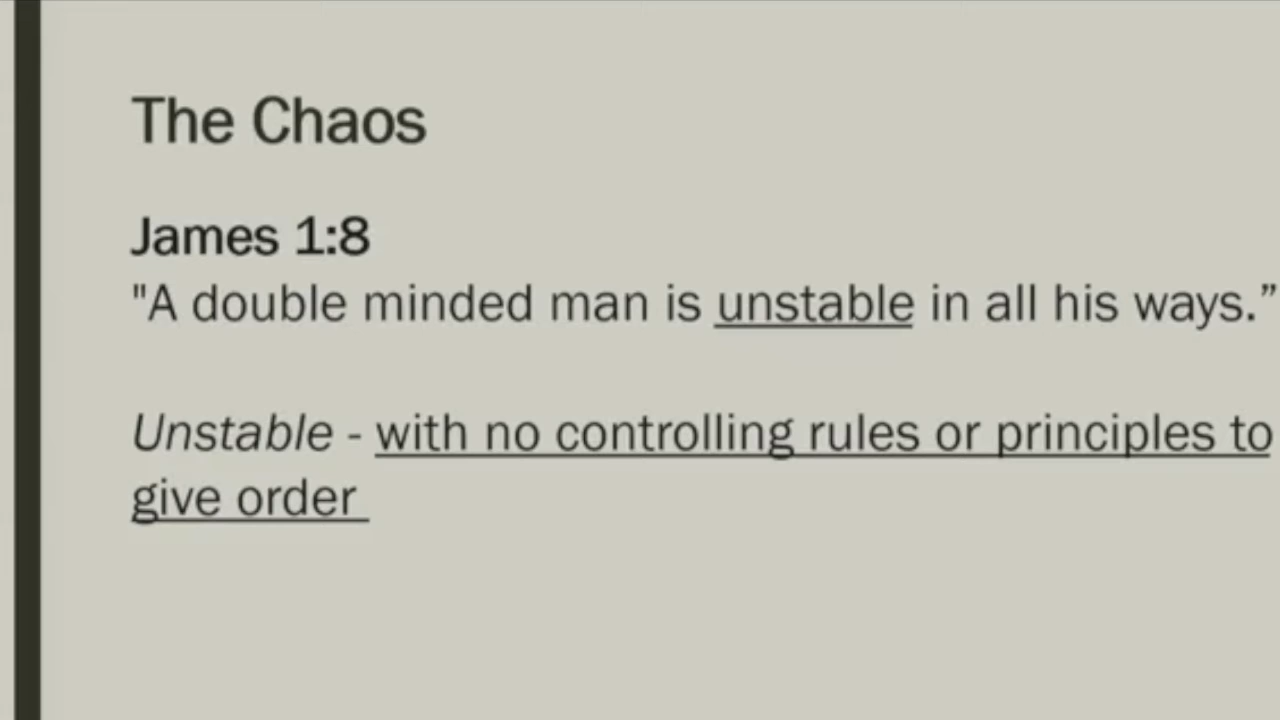 The Chaos
James 1:8
"A double minded man is unstable in all his ways.”
Unstable - with no controlling rules or principles to
give order